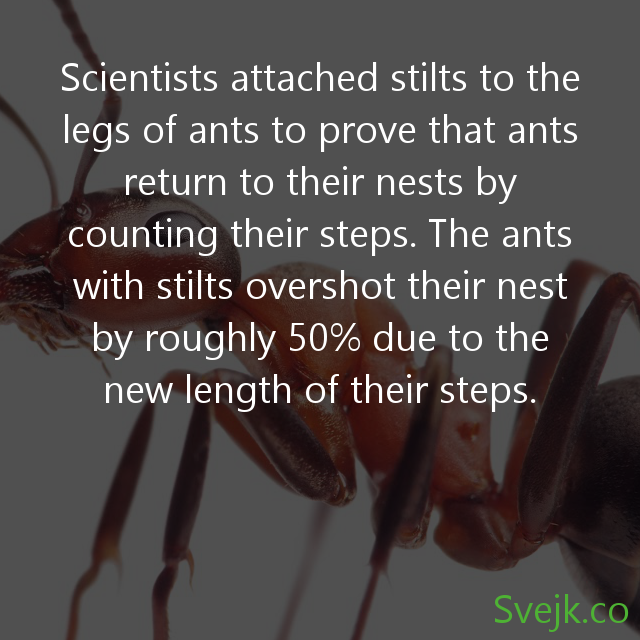 Scientists attached stilts to the
legs of ants to prove that ants
return to their nests by
counting their steps. The ants
with stilts overshot their nest
by roughly 50% due to the
new length of their steps.
Svejk.co